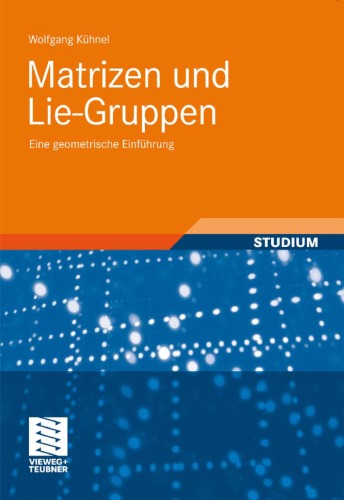 Wolfgang Kühnel
Matrizen und
Lie-Gruppen
Eine geometrische Einführung
STUDIUM
VIEWEG+
TEUBNER